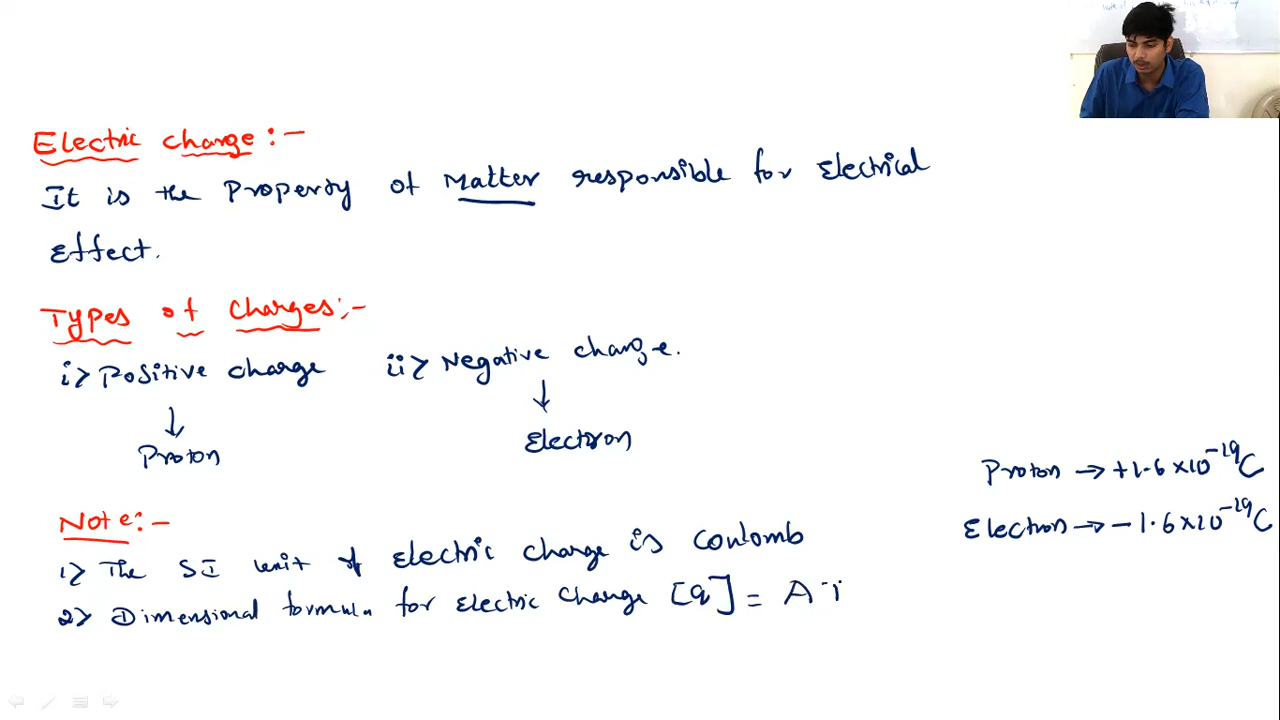 Electric charge:-
It is the Property of Matter responsible for Electrical
Effect.
Types of Charges:-
i> Positive charge ii> Negative charge.
↓ ↓
Proton Electron
Proton → +1.6×10⁻¹⁹C
Electron → -1.6×10⁻¹⁹C
Note:-
1> The SI unit of electric charge is Coulomb
2> Dimensional formula for electric charge [q] = AT